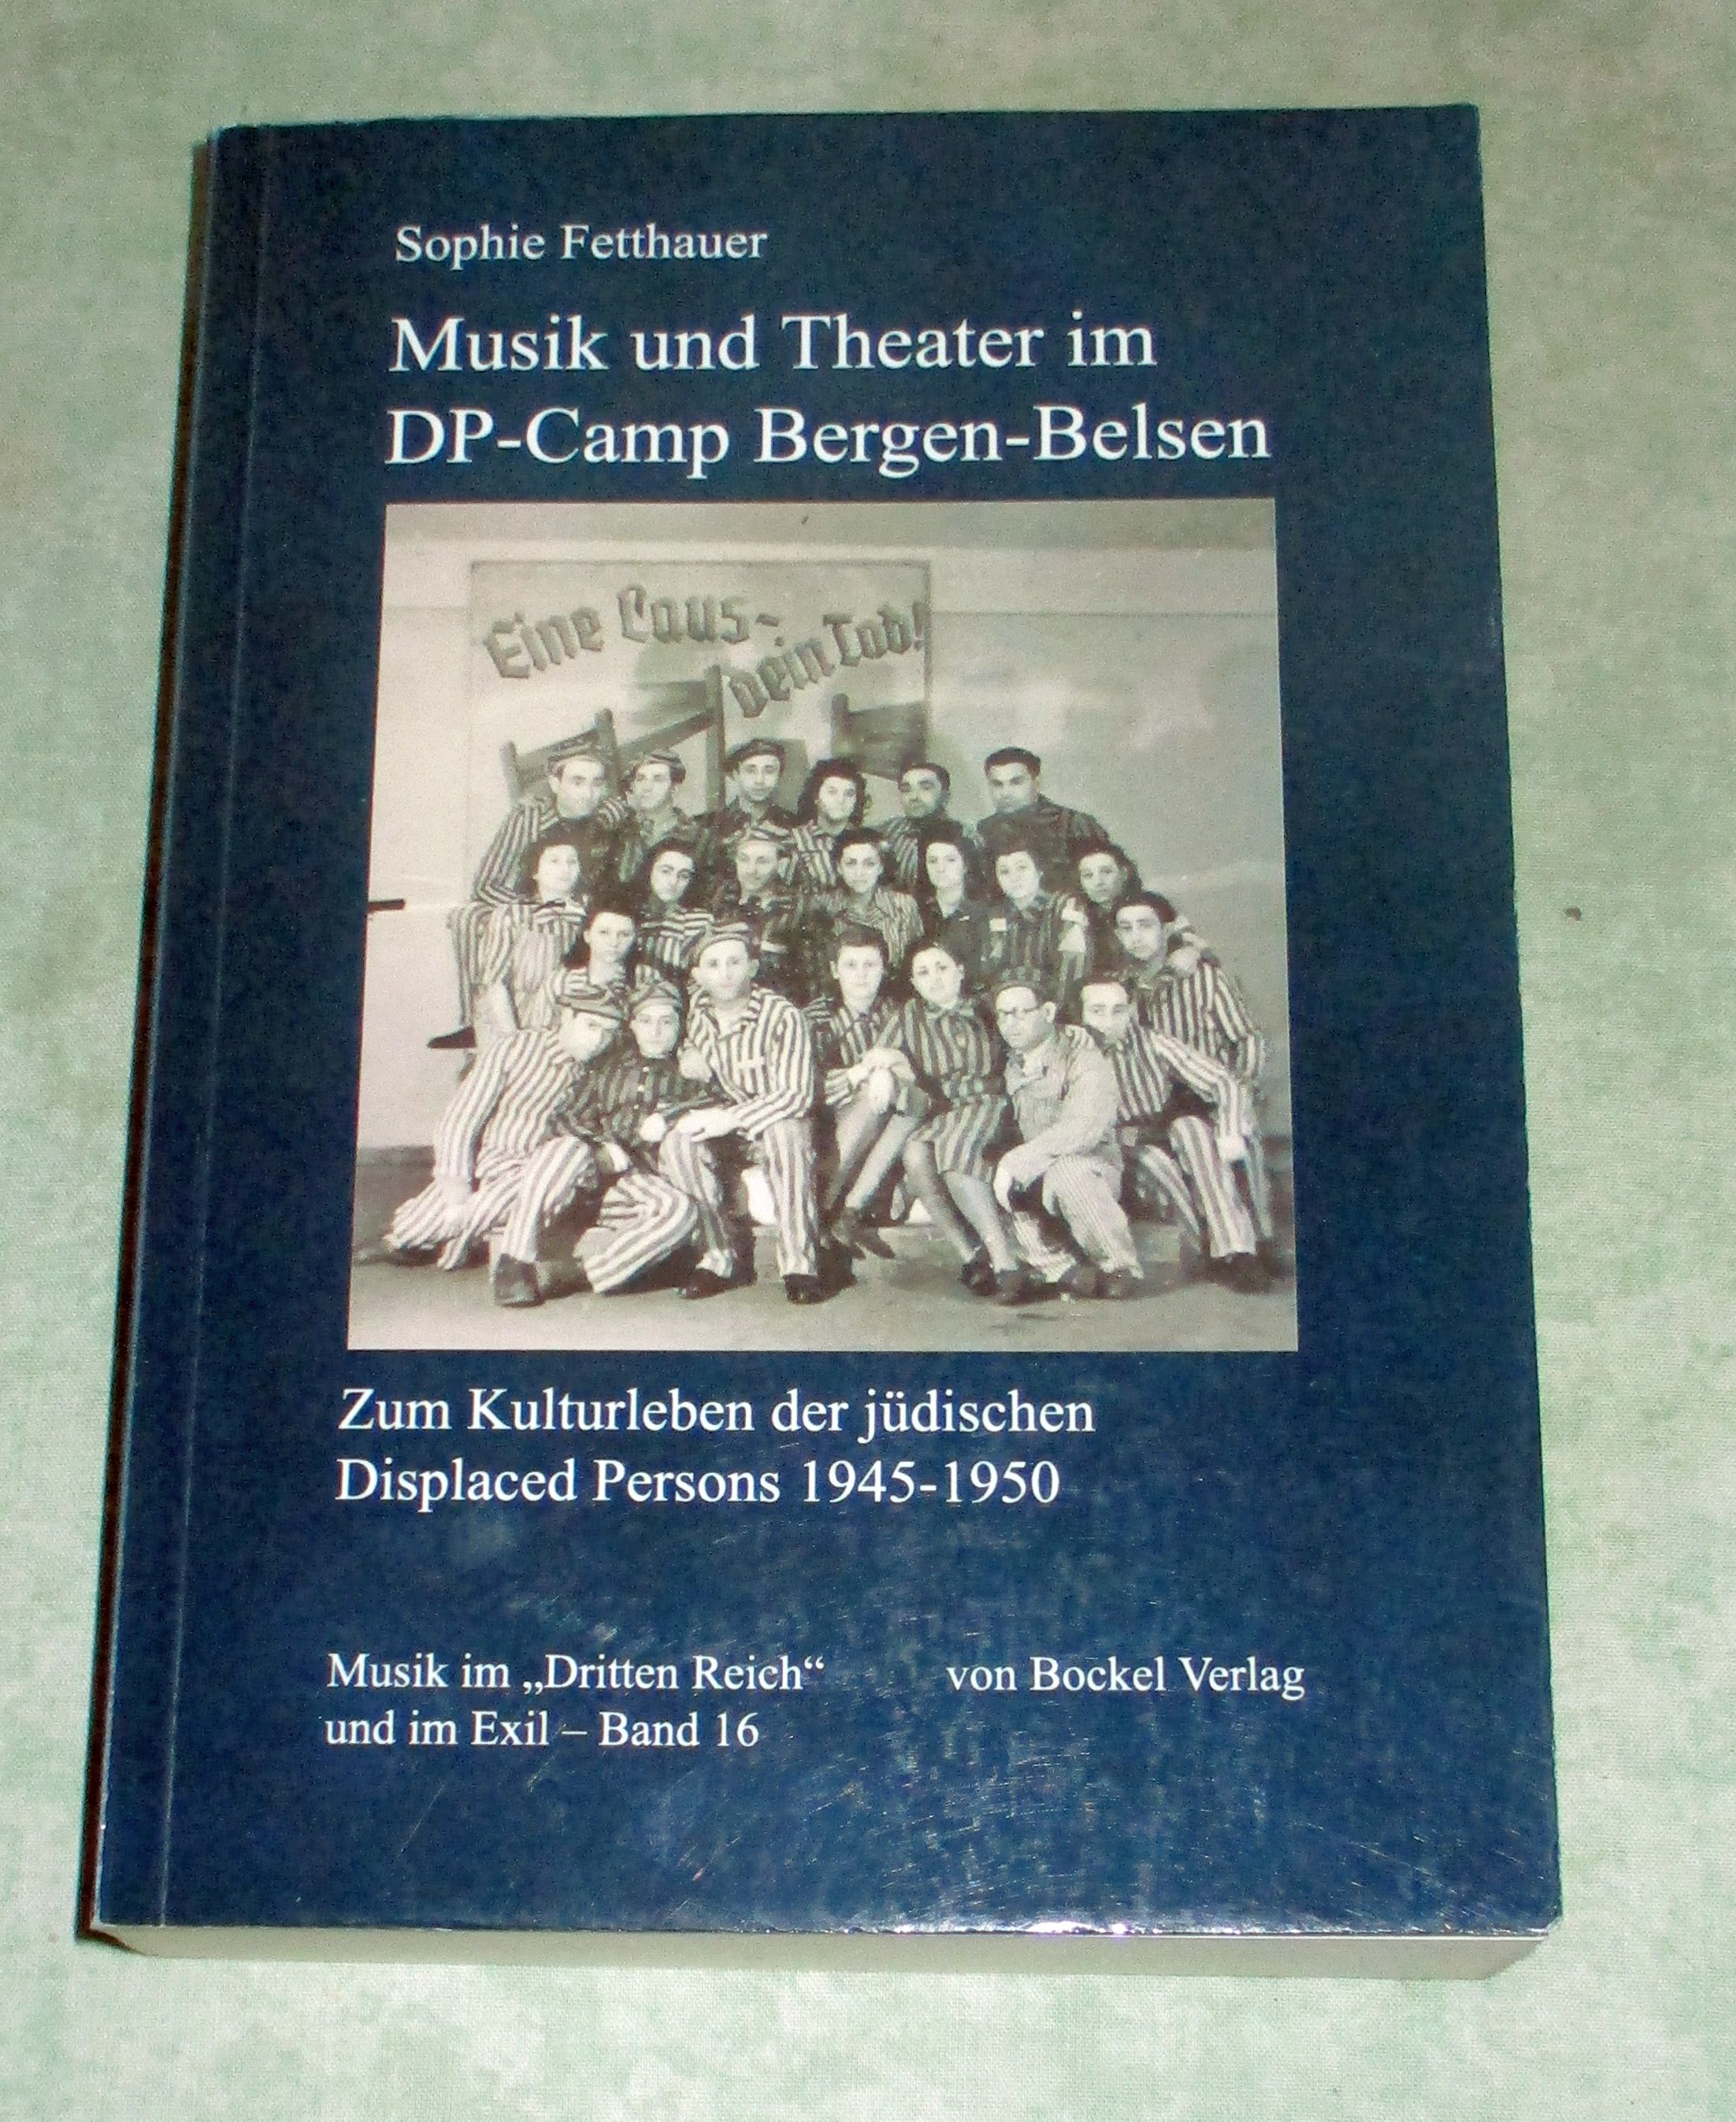 Sophie Fetthauer
Musik und Theater im
DP-Camp Bergen-Belsen
Eine Laus -
dein Tod!
Zum Kulturleben der jüdischen
Displaced Persons 1945-1950
Musik im „Dritten Reich“
und im Exil – Band 16
von Bockel Verlag